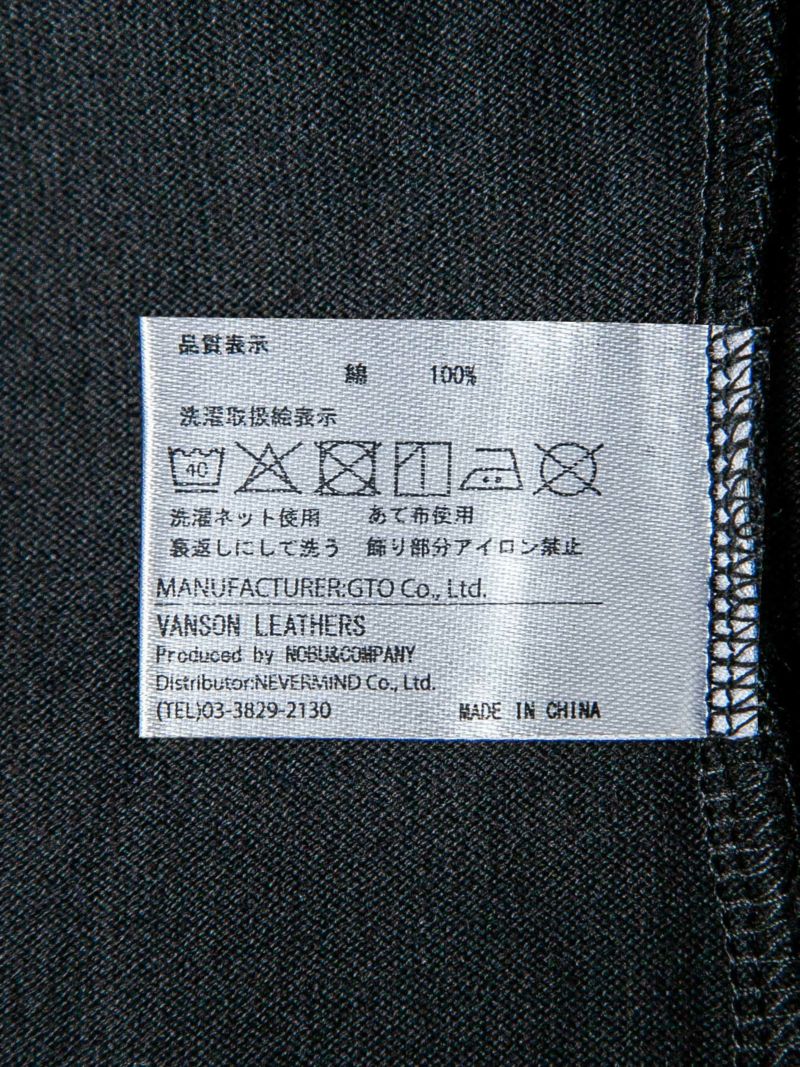 品質表示
綿 100%
洗濯取扱絵表示
40
洗濯ネット使用 あて布使用
裏返しにして洗う 飾り部分アイロン禁止
MANUFACTURER:GTO Co., Ltd.
VANSON LEATHERS
Produced by NOBU&COMPANY
Distributor:NEVERMIND Co., Ltd.
(TEL)03-3829-2130 MADE IN CHINA